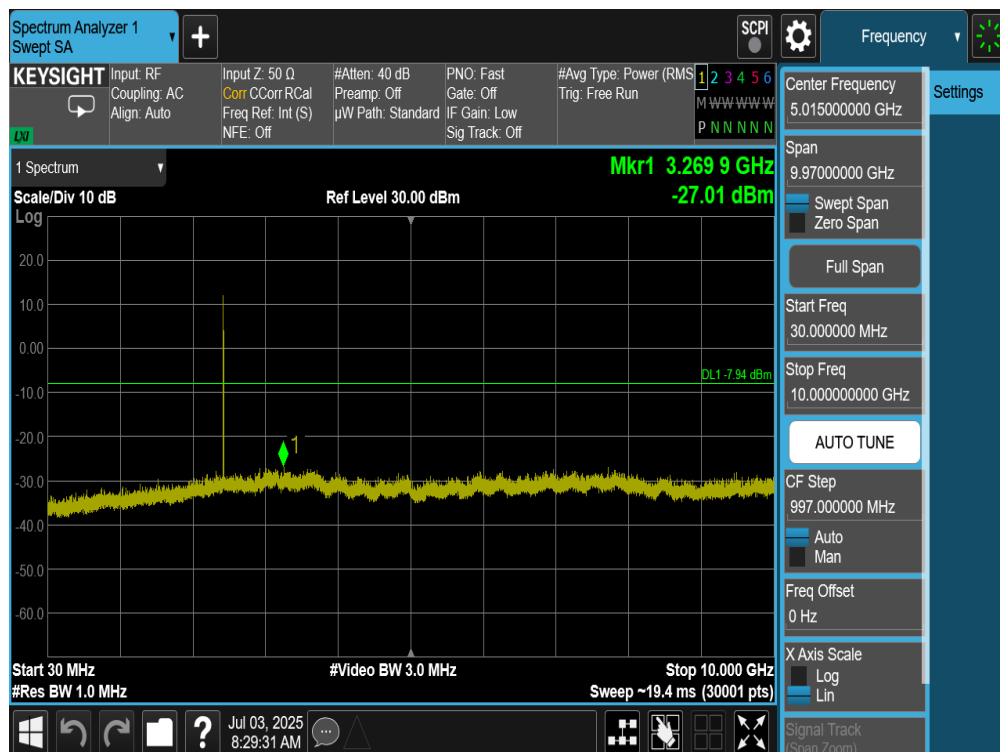 Spectrum Analyzer 1
Swept SA
+
SCPI
Frequency
KEYSIGHT
LXI
Input: RF
Coupling: AC
Align: Auto
Input Z: 50 Ω
Corr CCorr RCal
Freq Ref: Int (S)
NFE: Off
#Atten: 40 dB
Preamp: Off
µW Path: Standard
PNO: Fast
Gate: Off
IF Gain: Low
Sig Track: Off
#Avg Type: Power (RMS
Trig: Free Run
1 2 3 4 5 6
M W W W W W
P N N N N N
1 Spectrum
Mkr1 3.269 9 GHz
-27.01 dBm
Scale/Div 10 dB
Ref Level 30.00 dBm
Log
20.0
10.0
0.00
DL1 -7.94 dBm
-10.0
-20.0
1
-30.0
-40.0
-50.0
-60.0
Start 30 MHz
#Video BW 3.0 MHz
Stop 10.000 GHz
#Res BW 1.0 MHz
Sweep ~19.4 ms (30001 pts)
Center Frequency
5.015000000 GHz
Span
9.97000000 GHz
Swept Span
Zero Span
Full Span
Start Freq
30.000000 MHz
Stop Freq
10.000000000 GHz
AUTO TUNE
CF Step
997.000000 MHz
Auto
Man
Freq Offset
0 Hz
X Axis Scale
Log
Lin
Signal Track
(Span Zoom)
Settings
?
Jul 03, 2025
8:29:31 AM